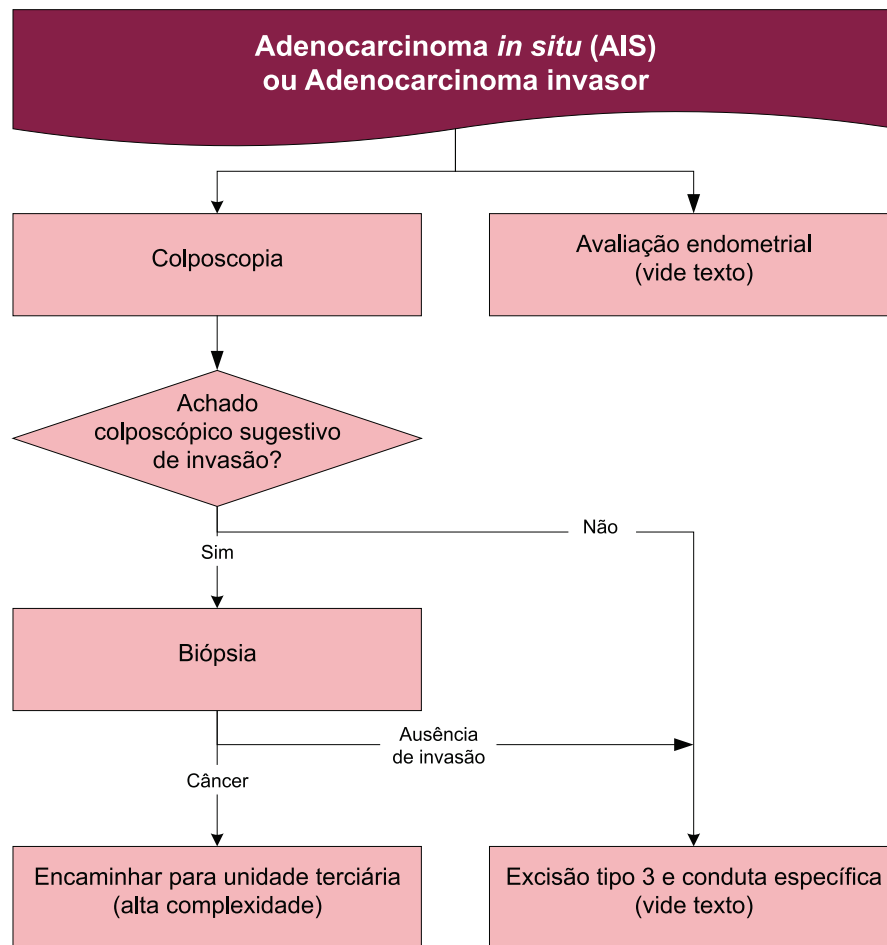 Adenocarcinoma in situ (AIS)
ou Adenocarcinoma invasor
Colposcopia
Avaliação endometrial
(vide texto)
Achado
colposcópico sugestivo
de invasão?
Não
Sim
Biópsia
Ausência
de invasão
Câncer
Encaminhar para unidade terciária
(alta complexidade)
Excisão tipo 3 e conduta específica
(vide texto)